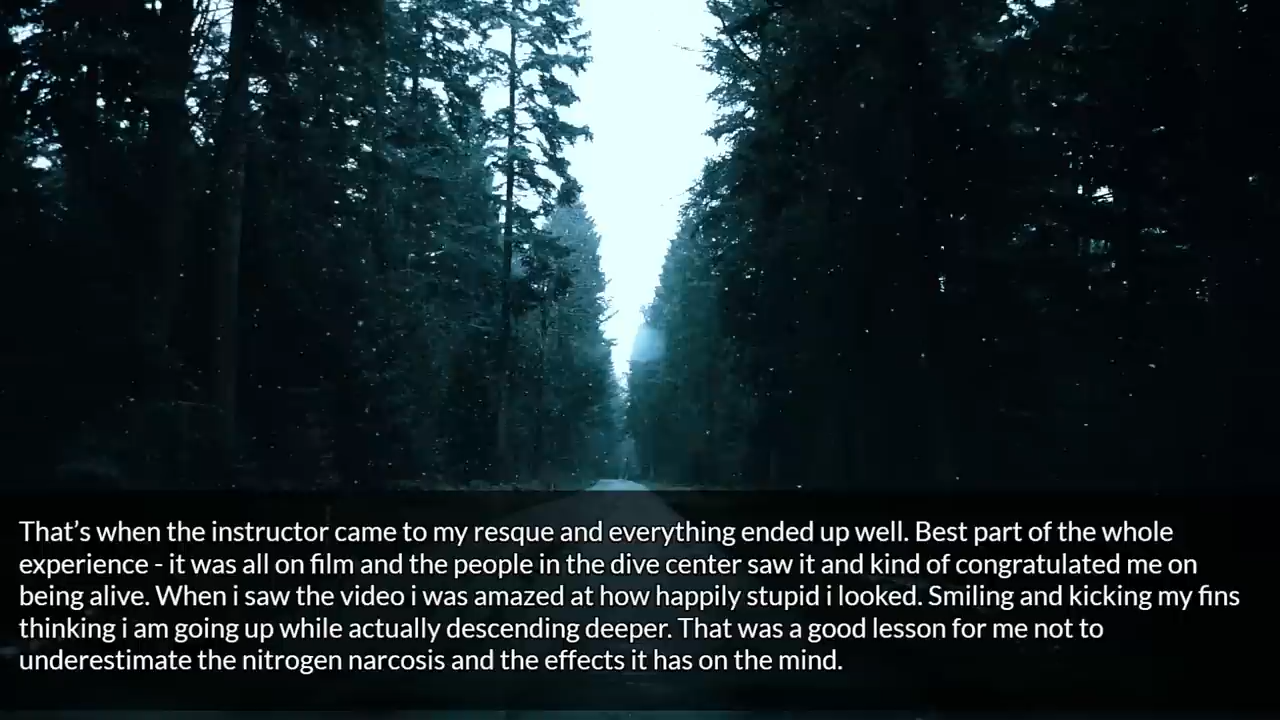 That’s when the instructor came to my resque and everything ended up well. Best part of the whole
experience - it was all on film and the people in the dive center saw it and kind of congratulated me on
being alive. When i saw the video i was amazed at how happily stupid i looked. Smiling and kicking my fins
thinking i am going up while actually descending deeper. That was a good lesson for me not to
underestimate the nitrogen narcosis and the effects it has on the mind.